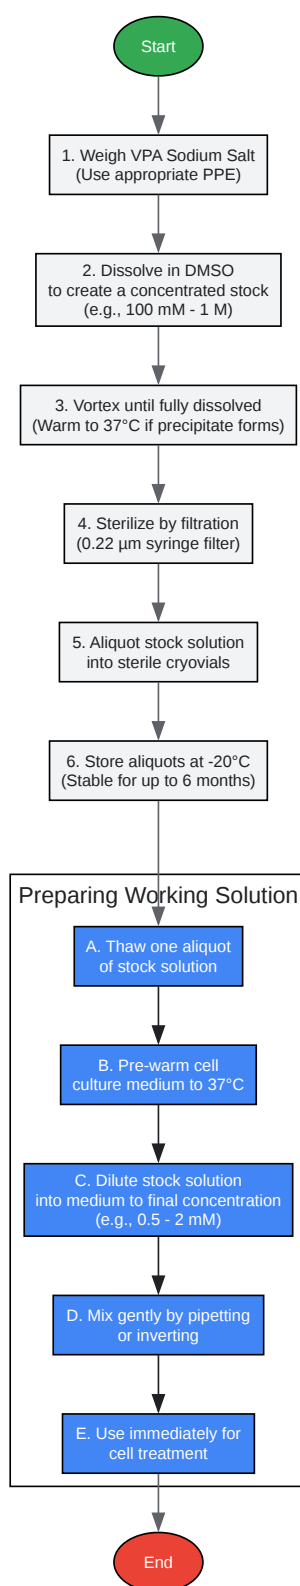 Start
1. Weigh VPA Sodium Salt
(Use appropriate PPE)
2. Dissolve in DMSO
to create a concentrated stock
(e.g., 100 mM - 1 M)
3. Vortex until fully dissolved
(Warm to 37°C if precipitate forms)
4. Sterilize by filtration
(0.22 µm syringe filter)
5. Aliquot stock solution
into sterile cryovials
6. Store aliquots at -20°C
(Stable for up to 6 months)
Preparing Working Solution
A. Thaw one aliquot
of stock solution
B. Pre-warm cell
culture medium to 37°C
C. Dilute stock solution
into medium to final concentration
(e.g., 0.5 - 2 mM)
D. Mix gently by pipetting
or inverting
E. Use immediately for
cell treatment
End